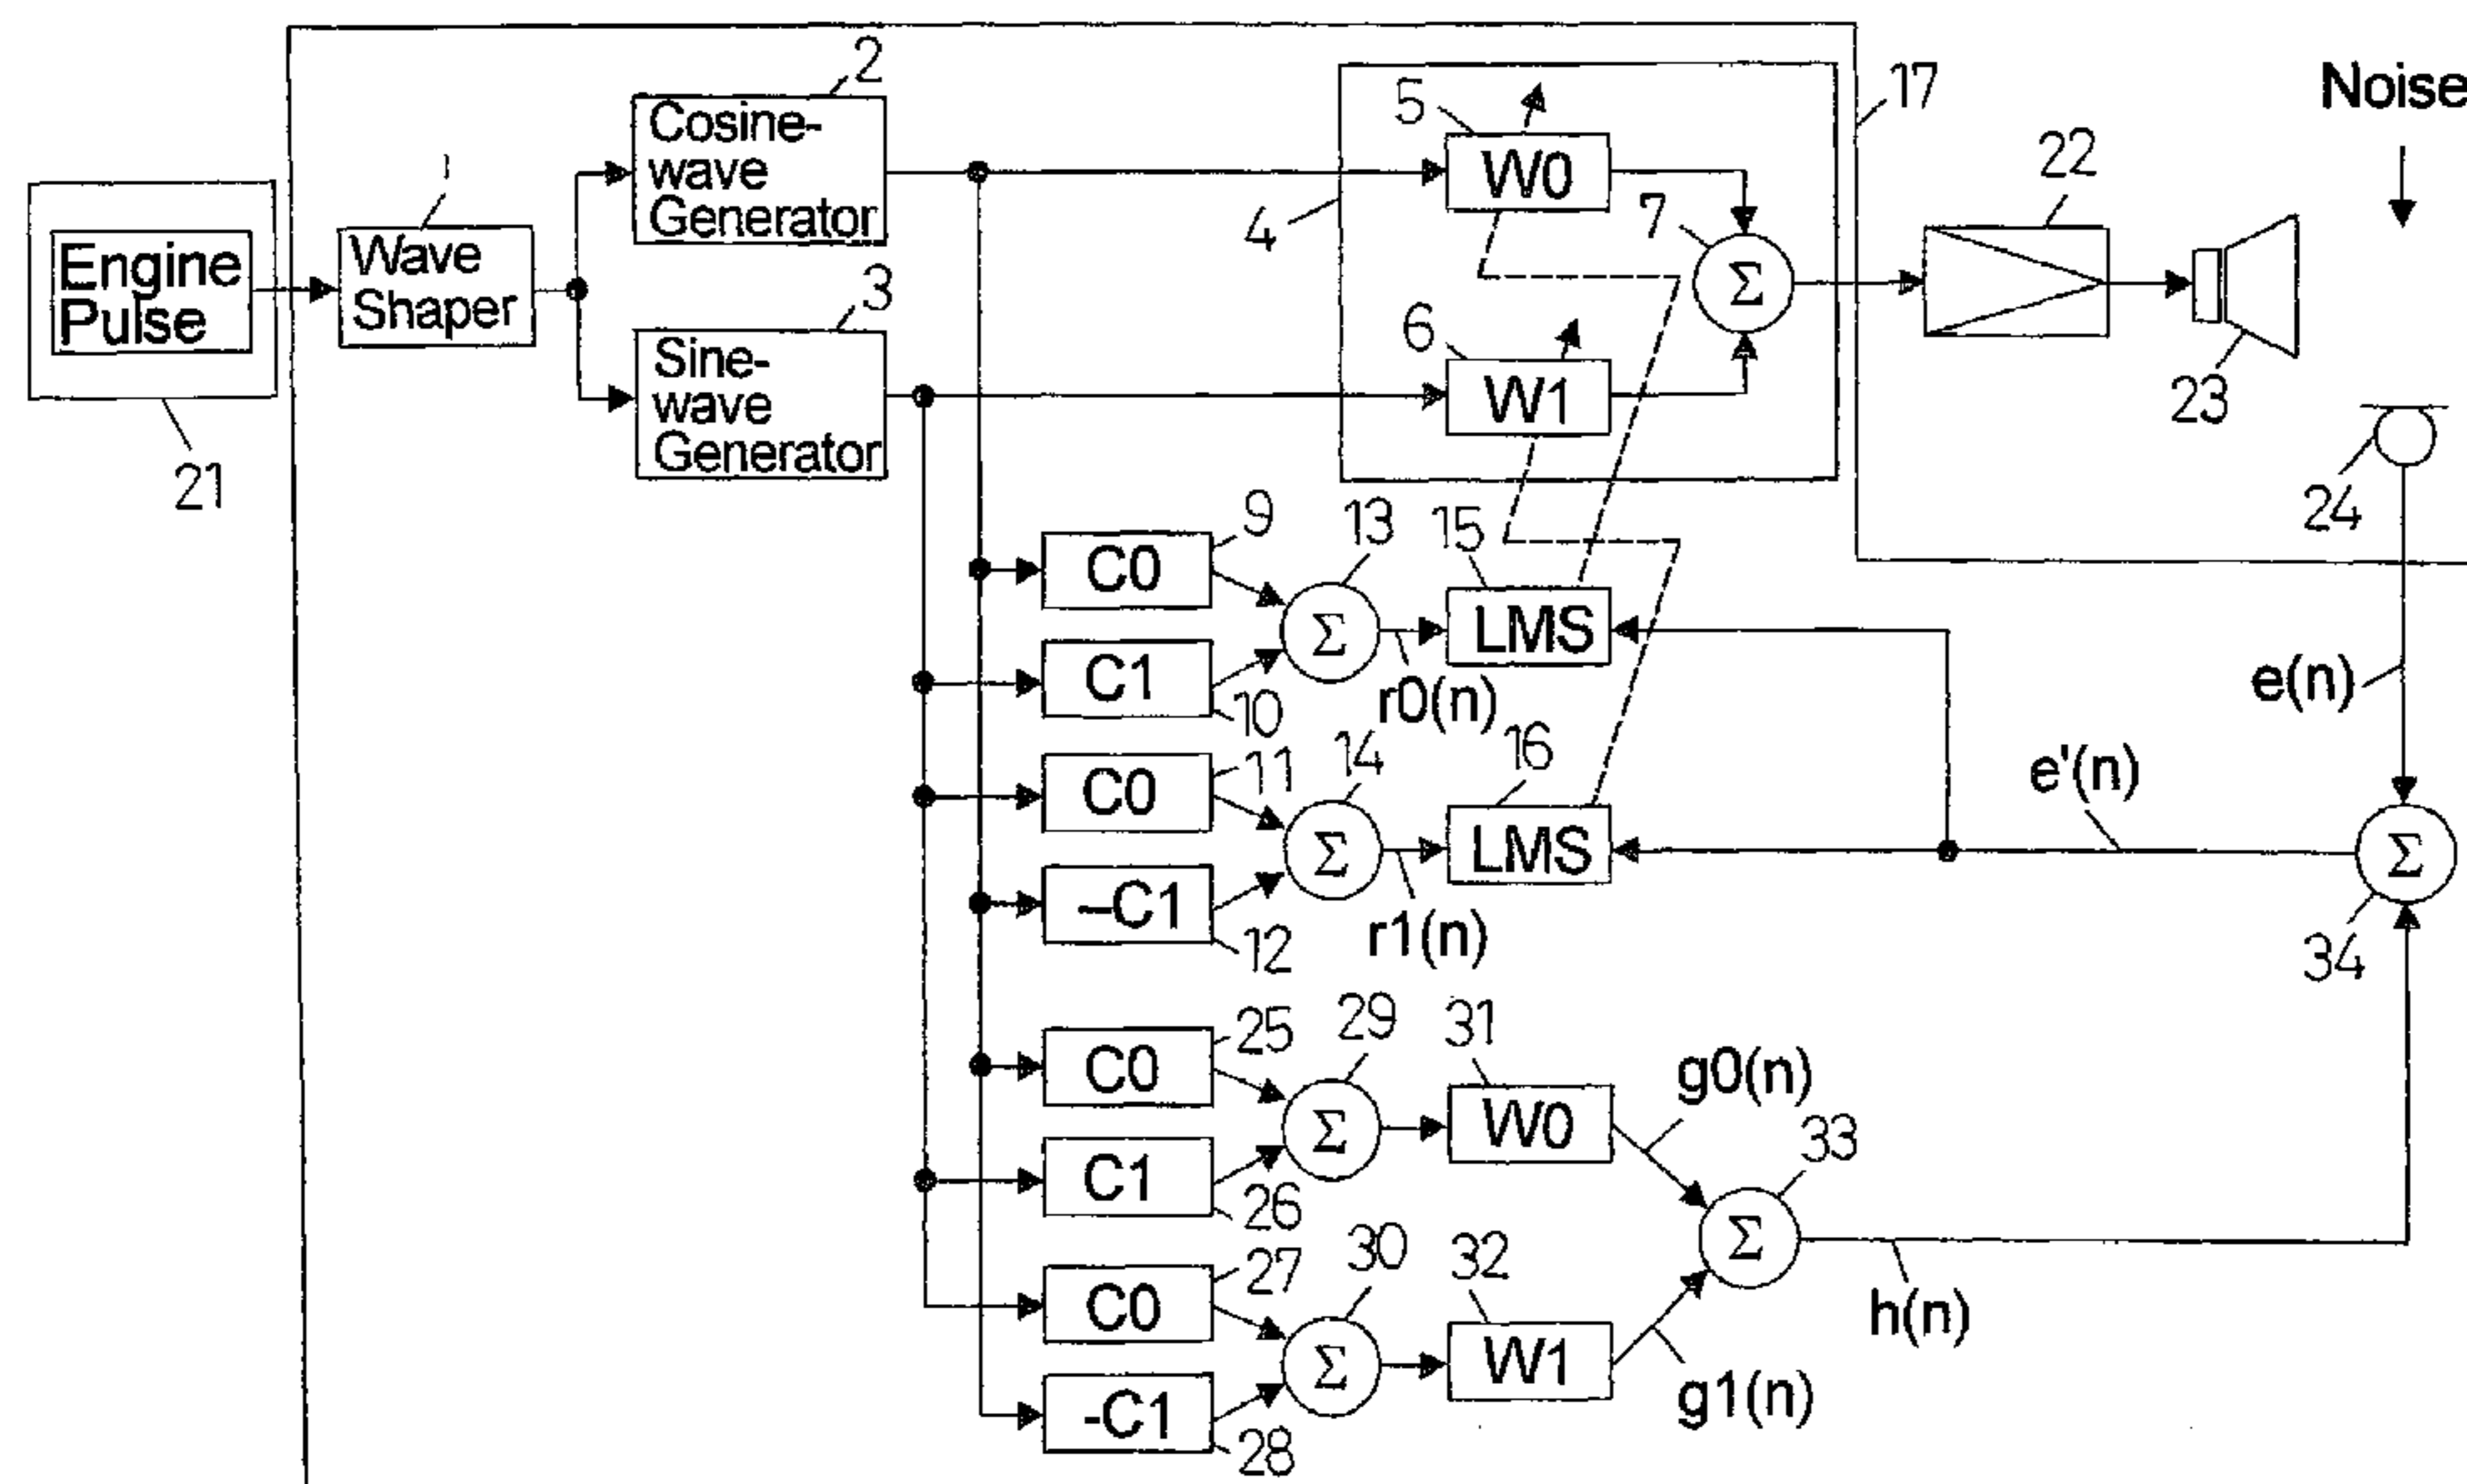 2
17
Noise
Cosine-
wave
Generator
5
W0
22
1
4
7
Engine
Pulse
Wave
Shaper
3
Σ
Sine-
wave
Generator
6
W1
23
21
24
9
13
15
C0
Σ
LMS
C1
10
r0(n)
e(n)
11
14
16
C0
e'(n)
Σ
LMS
Σ
–C1
12
r1(n)
34
25
29
31
C0
g0(n)
Σ
W0
33
C1
26
Σ
27
30
32
C0
h(n)
Σ
W1
g1(n)
-C1
28